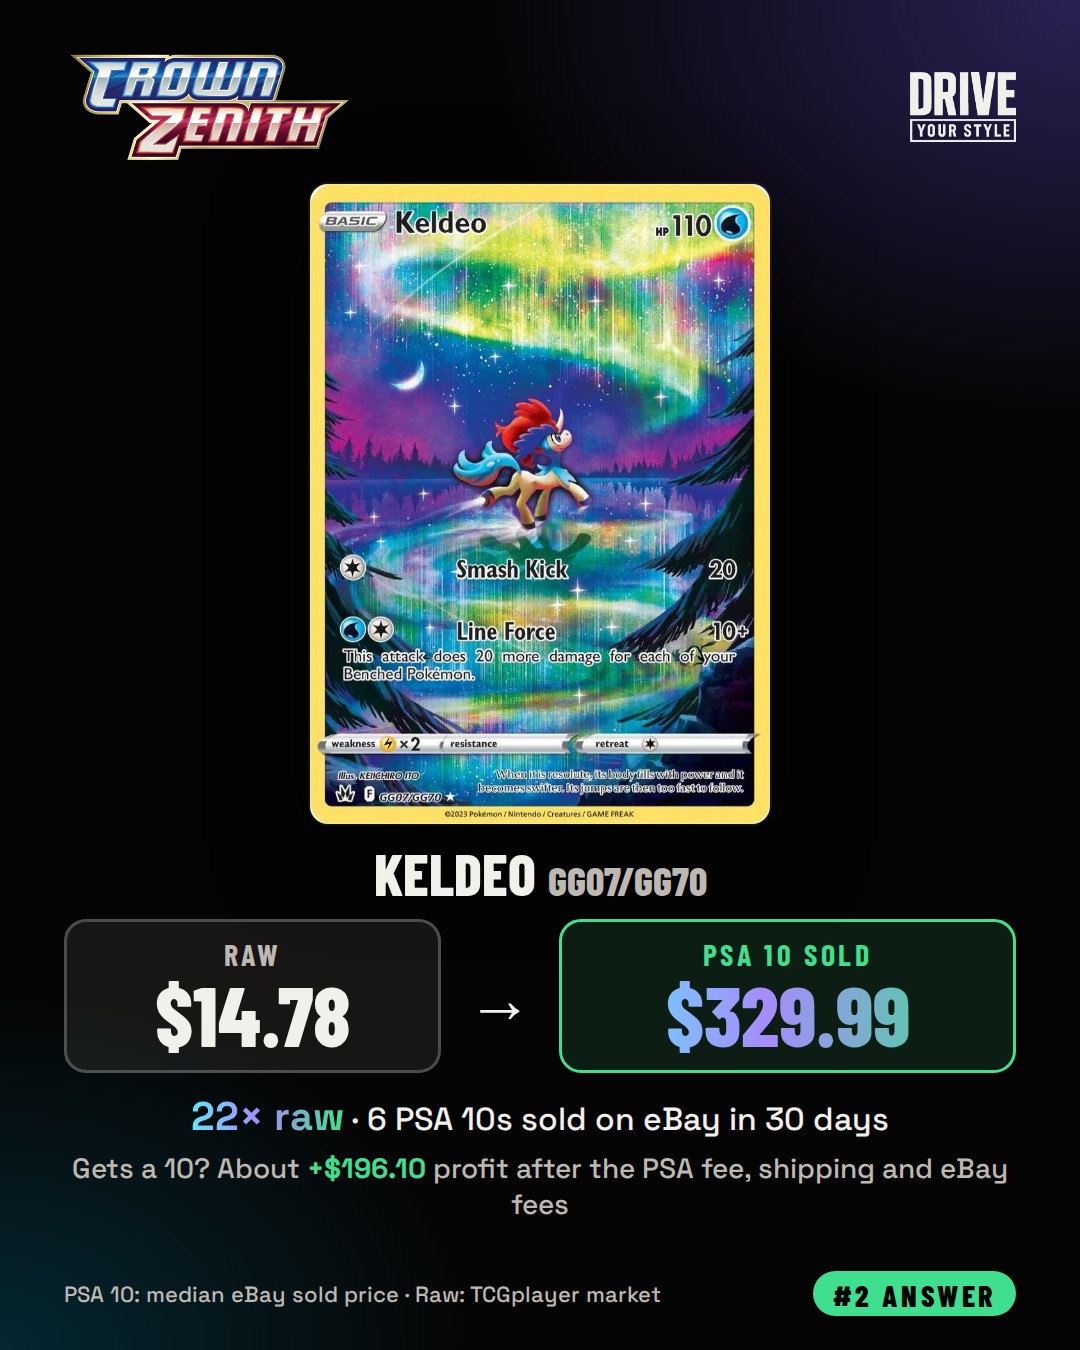 CROWN
ZENITH
DRIVE
YOUR STYLE
BASIC Keldeo HP 110
Smash Kick 20
Line Force 10+
This attack does 20 more damage for each of your
Benched Pokémon.
weakness ×2 resistance retreat
Illus. KEIICHIRO ITO
When it is resolute, its body fills with power and it
becomes swifter. Its jumps are then too fast to follow.
F GG07/GG70 ★
©2023 Pokémon / Nintendo / Creatures / GAME FREAK
KELDEO GG07/GG70
RAW
$14.78
→
PSA 10 SOLD
$329.99
22× raw · 6 PSA 10s sold on eBay in 30 days
Gets a 10? About +$196.10 profit after the PSA fee, shipping and eBay
fees
PSA 10: median eBay sold price · Raw: TCGplayer market
#2 ANSWER